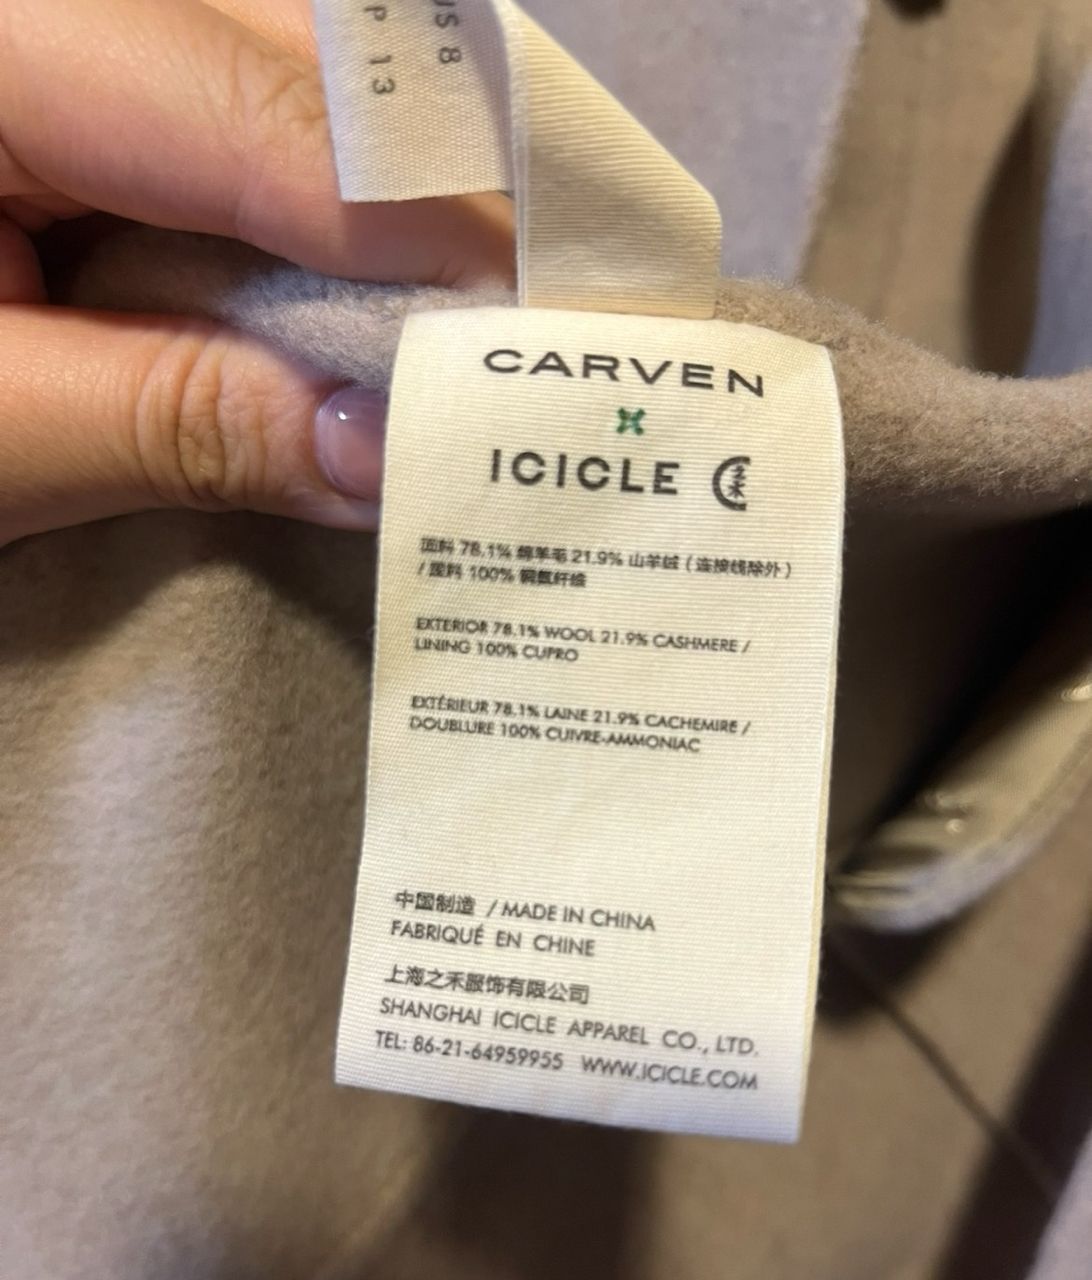 US 8
P 13
CARVEN
X
ICICLE 之禾
面料 78.1% 绵羊毛 21.9% 山羊绒 (连接线除外)
/ 里料 100% 铜氨纤维
EXTERIOR 78.1% WOOL 21.9% CASHMERE /
LINING 100% CUPRO
EXTÉRIEUR 78.1% LAINE 21.9% CACHEMIRE /
DOUBLURE 100% CUIVRE-AMMONIAC
中国制造 / MADE IN CHINA
FABRIQUÉ EN CHINE
上海之禾服饰有限公司
SHANGHAI ICICLE APPAREL CO., LTD.
TEL: 86-21-64959955 WWW.ICICLE.COM